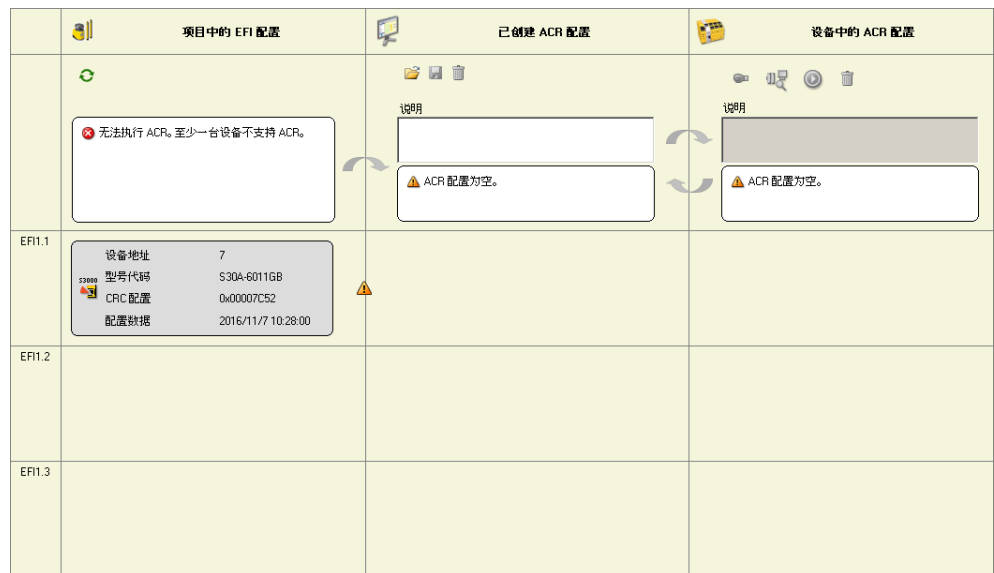 项目中的 EFI 配置
已创建 ACR 配置
设备中的 ACR 配置
说明
说明
无法执行 ACR。至少一台设备不支持 ACR。
ACR 配置为空。
ACR 配置为空。
EFI1.1
设备地址 7
S3000 型号代码 S30A-6011GB
CRC 配置 0x00007C52
配置数据 2016/11/7 10:28:00
EFI1.2
EFI1.3